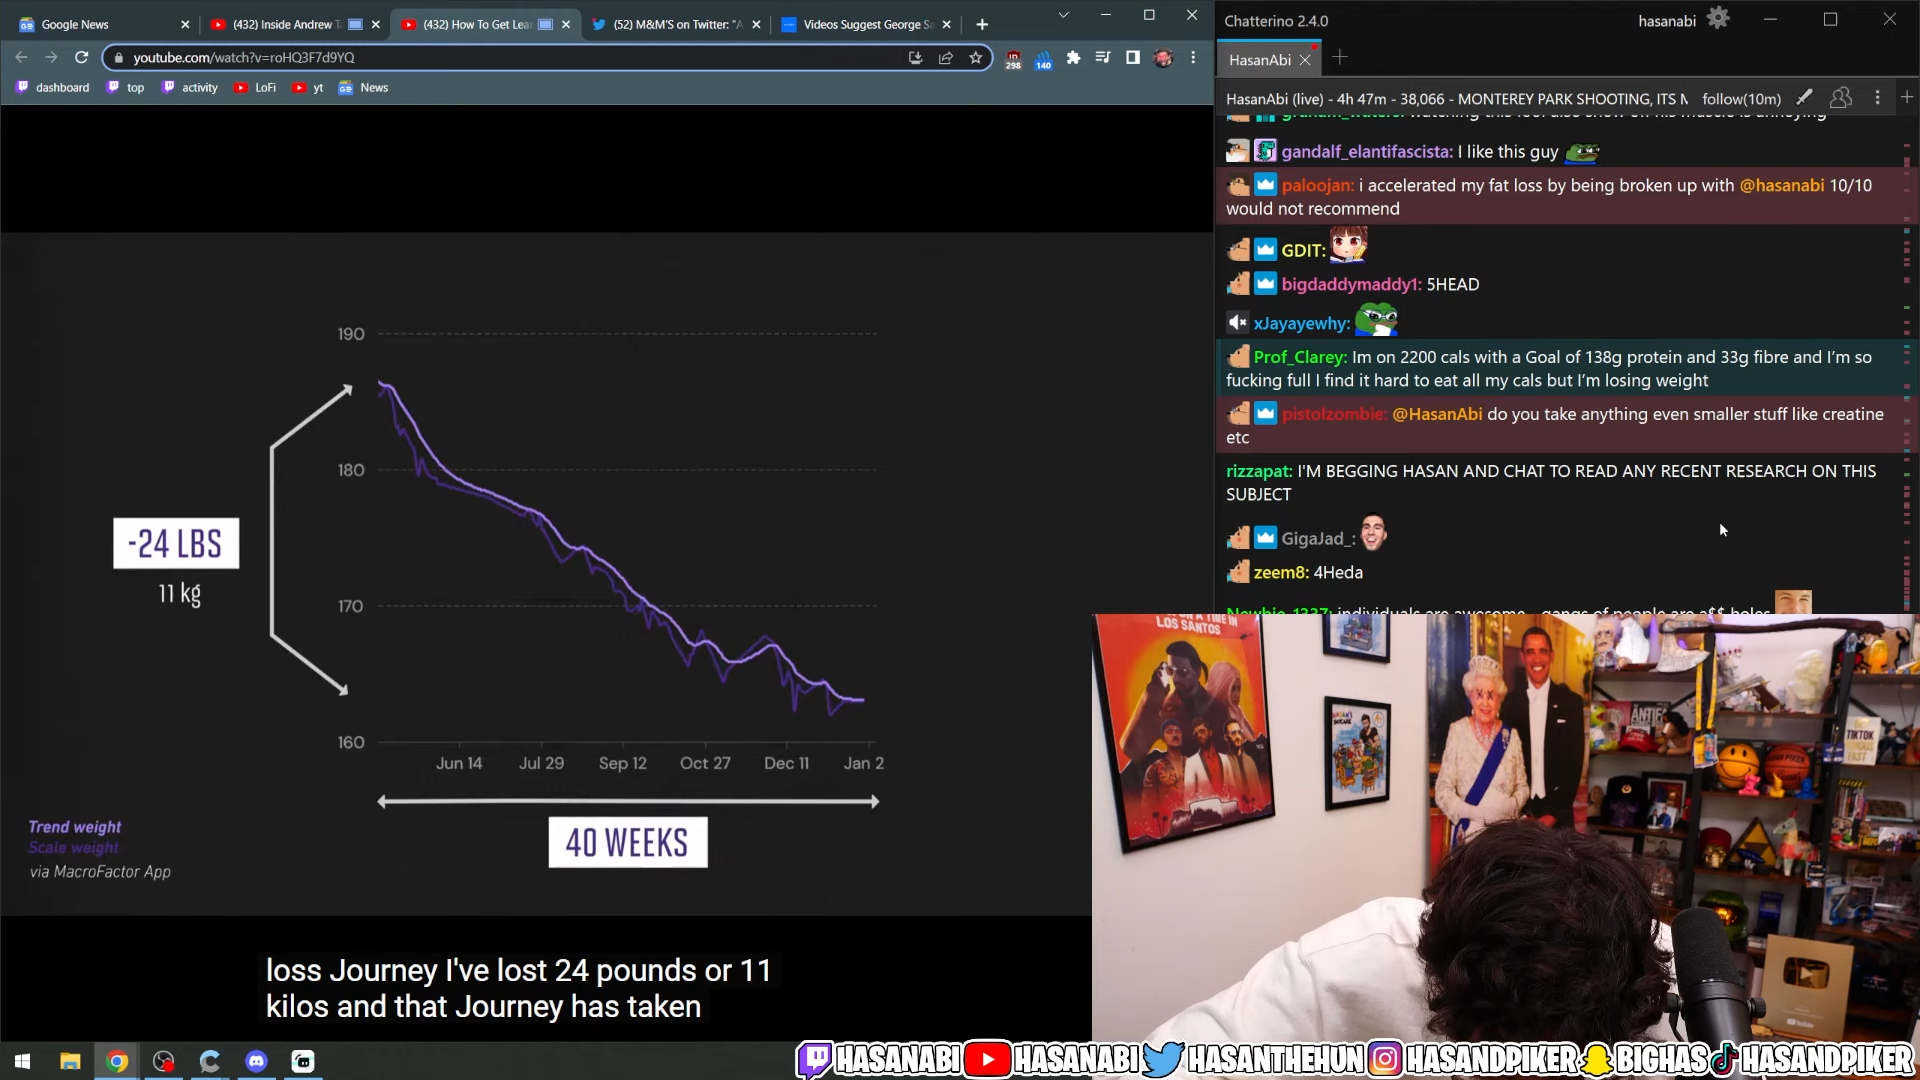 Google News
(432) Inside Andrew T
(432) How To Get Lea
(52) M&M'S on Twitter: "A
Videos Suggest George Sa
youtube.com/watch?v=roHQ3F7d9YQ
298
140
dashboard
top
activity
LoFi
yt
News
190
180
170
160
Jun 14
Jul 29
Sep 12
Oct 27
Dec 11
Jan 2
-24 LBS
11 kg
40 WEEKS
Trend weight
Scale weight
via MacroFactor App
loss Journey I've lost 24 pounds or 11
kilos and that Journey has taken
Chatterino 2.4.0
hasanabi
HasanAbi
HasanAbi (live) - 4h 47m - 38,066 - MONTEREY PARK SHOOTING, ITS M
follow(10m)
gandalf_elantifascista: I like this guy
paloojan: i accelerated my fat loss by being broken up with @hasanabi 10/10
would not recommend
GDIT:
bigdaddymaddy1: 5HEAD
xJayayewhy:
Prof_Clarey: Im on 2200 cals with a Goal of 138g protein and 33g fibre and I'm so
fucking full I find it hard to eat all my cals but I'm losing weight
pistolzombie: @HasanAbi do you take anything even smaller stuff like creatine
etc
rizzapat: I'M BEGGING HASAN AND CHAT TO READ ANY RECENT RESEARCH ON THIS
SUBJECT
GigaJad_:
zeem8: 4Heda
LOS SANTOS
TIKTOK
HASANABI
HASANABI
HASANTHEHUN
HASANDPIKER
BIGHAS
HASANDPIKER